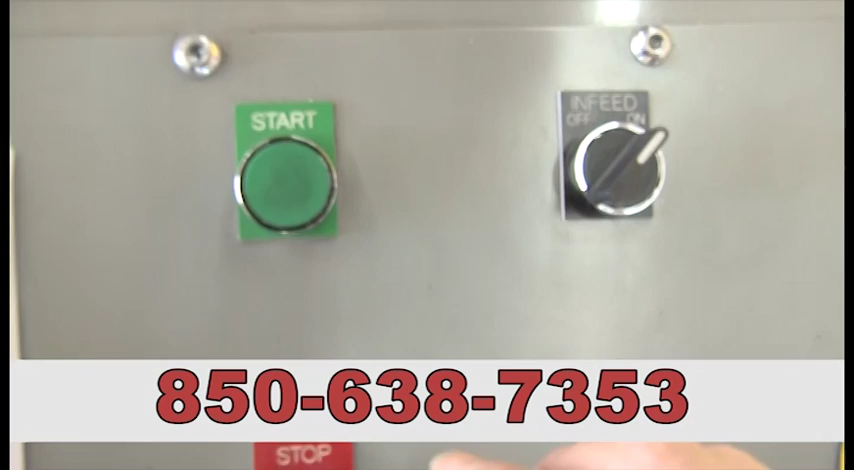 START
INFEED
OFF ON
850-638-7353
STOP